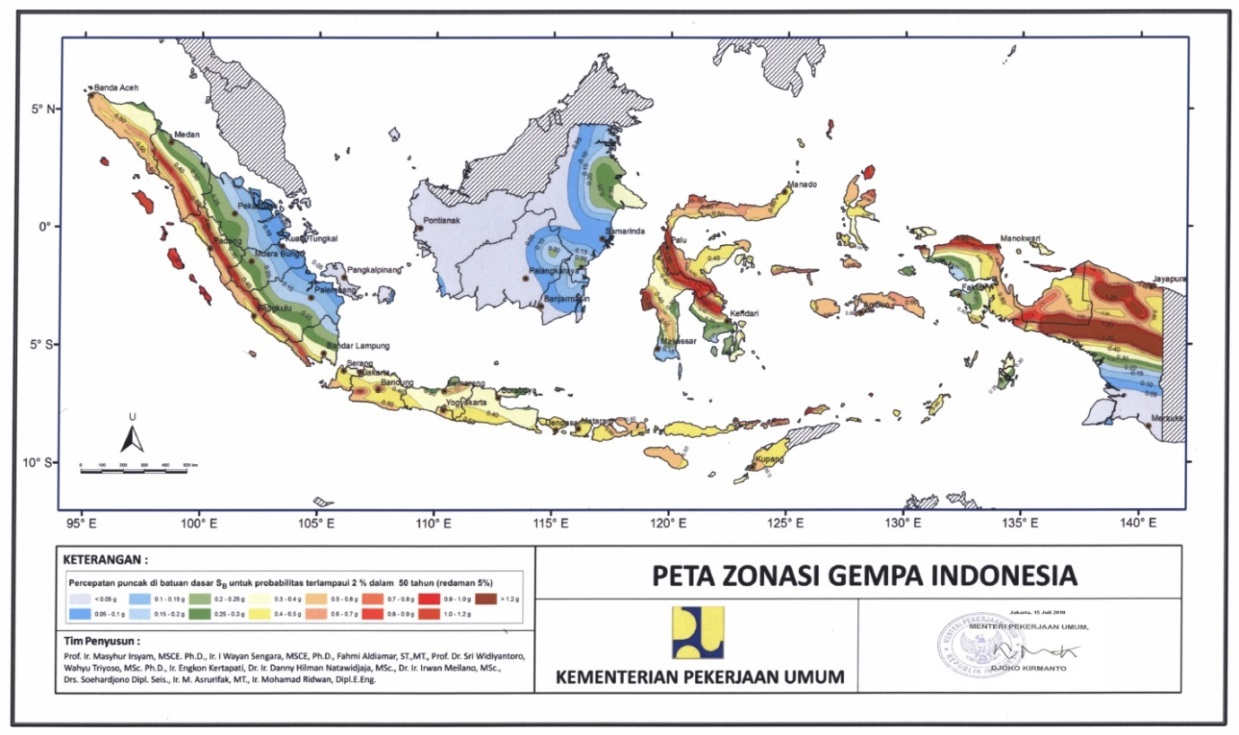 Banda Aceh
5° N
Medan
Manado
0°
Pontianak
Samarinda
Palu
Manokwari
Kuala Tungkal
Padang
Muara Bungo
Pangkalpinang
Palangkaraya
Jayapura
Palembang
Banjarmasin
Bengkulu
Kendari
5° S
Bandar Lampung
Makassar
Serang
Jakarta
Bandung
Semarang
Surabaya
Yogyakarta
Denpasar
Mataram
Merauke
U
10° S
Kupang
0 100 200 300 400 500 km
95° E
100° E
105° E
110° E
115° E
120° E
125° E
130° E
135° E
140° E
KETERANGAN :
Percepatan puncak di batuan dasar SB untuk probabilitas terlampaui 2 % dalam 50 tahun (redaman 5%)
< 0.05 g 0.1 - 0.15 g 0.2 - 0.25 g 0.3 - 0.4 g 0.5 - 0.6 g 0.7 - 0.8 g 0.9 - 1.0 g > 1.2 g
0.05 - 0.1 g 0.15 - 0.2 g 0.25 - 0.3 g 0.4 - 0.5 g 0.6 - 0.7 g 0.8 - 0.9 g 1.0 - 1.2 g
Tim Penyusun :
Prof. Ir. Masyhur Irsyam, MSCE. Ph.D., Ir. I Wayan Sengara, MSCE, Ph.D., Fahmi Aldiamar, ST.,MT., Prof. Dr. Sri Widiyantoro,
Wahyu Triyoso, MSc. Ph.D., Ir. Engkon Kertapati, Dr. Ir. Danny Hilman Natawidjaja, MSc., Dr. Ir. Irwan Meilano, MSc.,
Drs. Soehardjono Dipl. Seis., Ir. M. Asrurifak, MT., Ir. Mohamad Ridwan, Dipl.E.Eng.
PETA ZONASI GEMPA INDONESIA
KEMENTERIAN PEKERJAAN UMUM
Jakarta, 15 Juli 2010
MENTERI PEKERJAAN UMUM,
DJOKO KIRMANTO